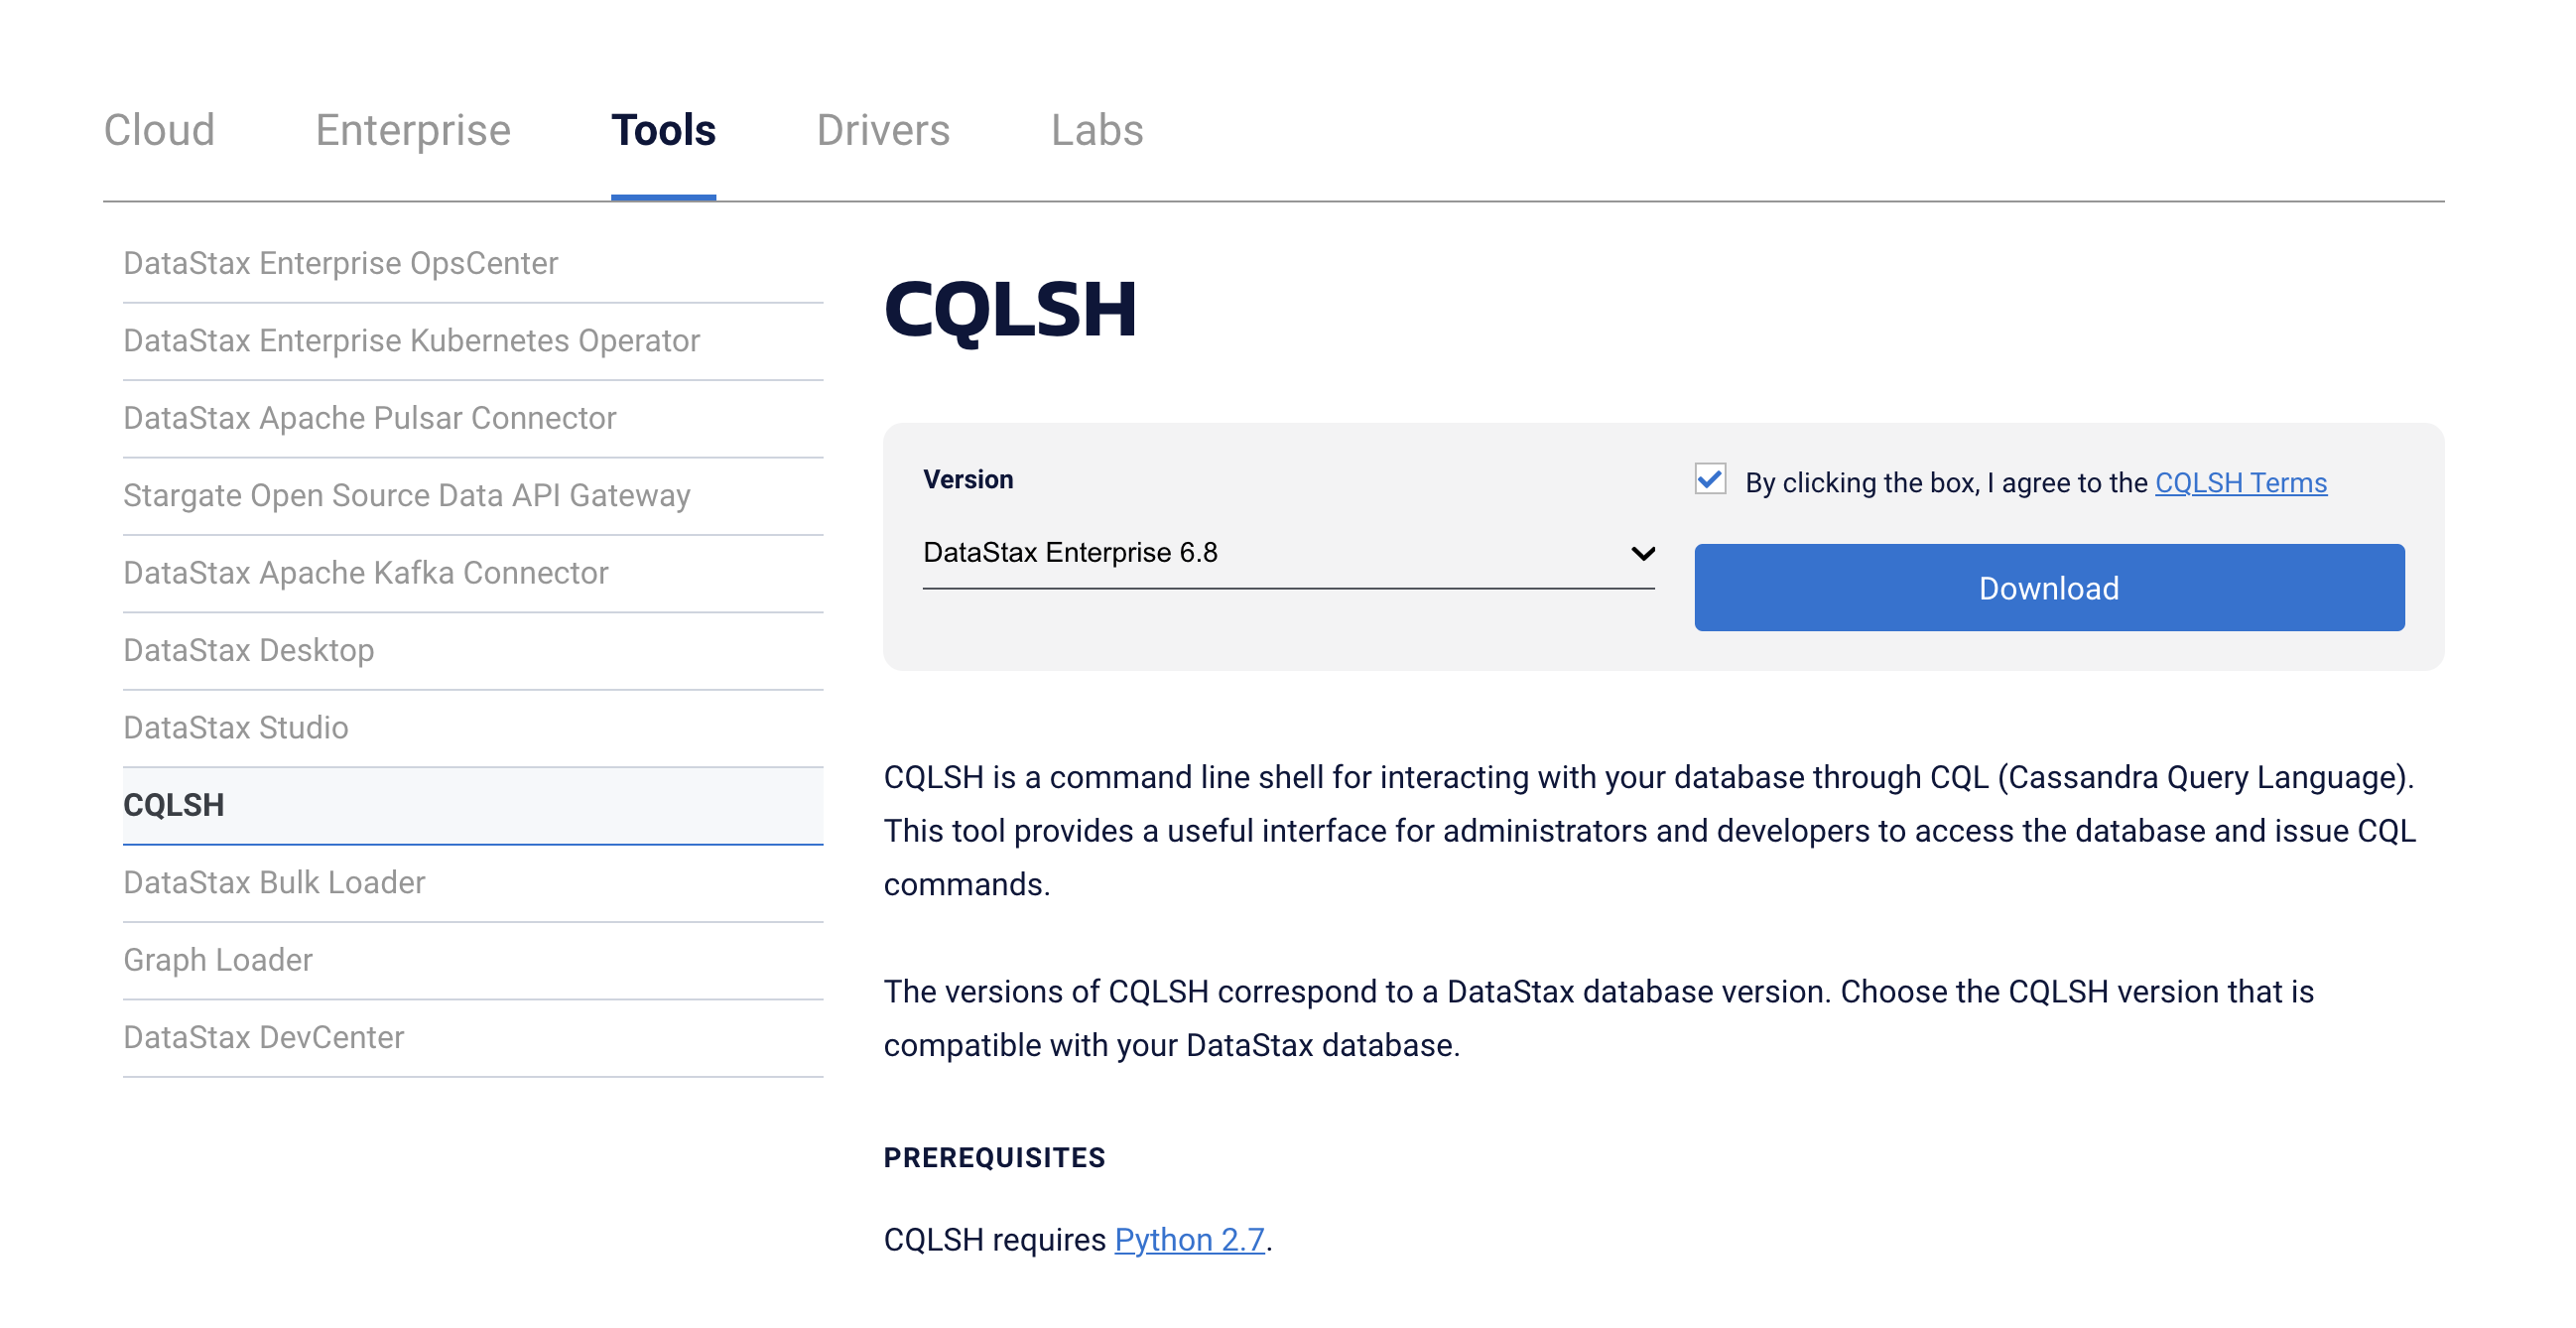 Cloud Enterprise Tools Drivers Labs
DataStax Enterprise OpsCenter
DataStax Enterprise Kubernetes Operator
DataStax Apache Pulsar Connector
Stargate Open Source Data API Gateway
DataStax Apache Kafka Connector
DataStax Desktop
DataStax Studio
CQLSH
DataStax Bulk Loader
Graph Loader
DataStax DevCenter
CQLSH
Version
DataStax Enterprise 6.8
By clicking the box, I agree to the CQLSH Terms
Download
CQLSH is a command line shell for interacting with your database through CQL (Cassandra Query Language).
This tool provides a useful interface for administrators and developers to access the database and issue CQL
commands.
The versions of CQLSH correspond to a DataStax database version. Choose the CQLSH version that is
compatible with your DataStax database.
PREREQUISITES
CQLSH requires Python 2.7.